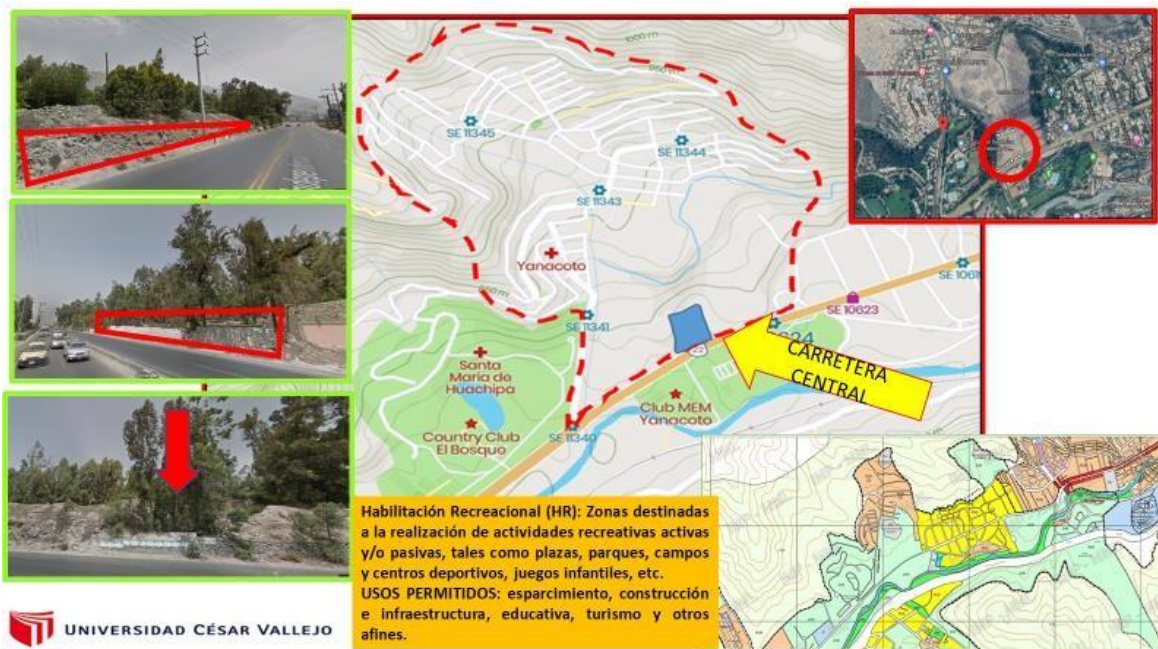 1000 m
SE 11345
SE 11344
SE 11343
Yanacoto
SE 11341
SE 10623
Santa
María de
Huachipa
Country Club
El Bosquo
SE 11340
Club MEM
Yanacoto
CARRETERA
CENTRAL
Habilitación Recreacional (HR): Zonas destinadas
a la realización de actividades recreativas activas
y/o pasivas, tales como plazas, parques, campos
y centros deportivos, juegos infantiles, etc.
USOS PERMITIDOS: esparcimiento, construcción
e infraestructura, educativa, turismo y otros
afines.
UNIVERSIDAD CÉSAR VALLEJO